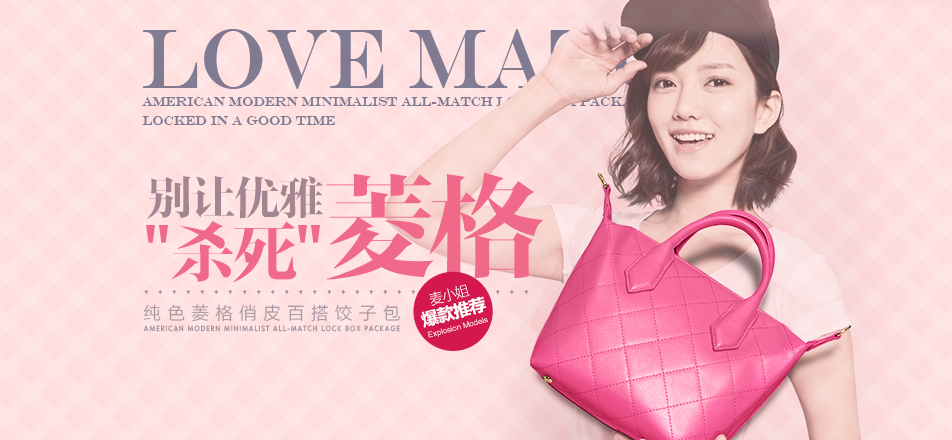 LOVE MAT
AMERICAN MODERN MINIMALIST ALL-MATCH
LOCKED IN A GOOD TIME
别让优雅
"杀死"
菱格
纯色菱格俏皮百搭饺子包
AMERICAN MODERN MINIMALIST ALL-MATCH LOCK BOX PACKAGE
麦小姐
爆款推荐
Explosion Models